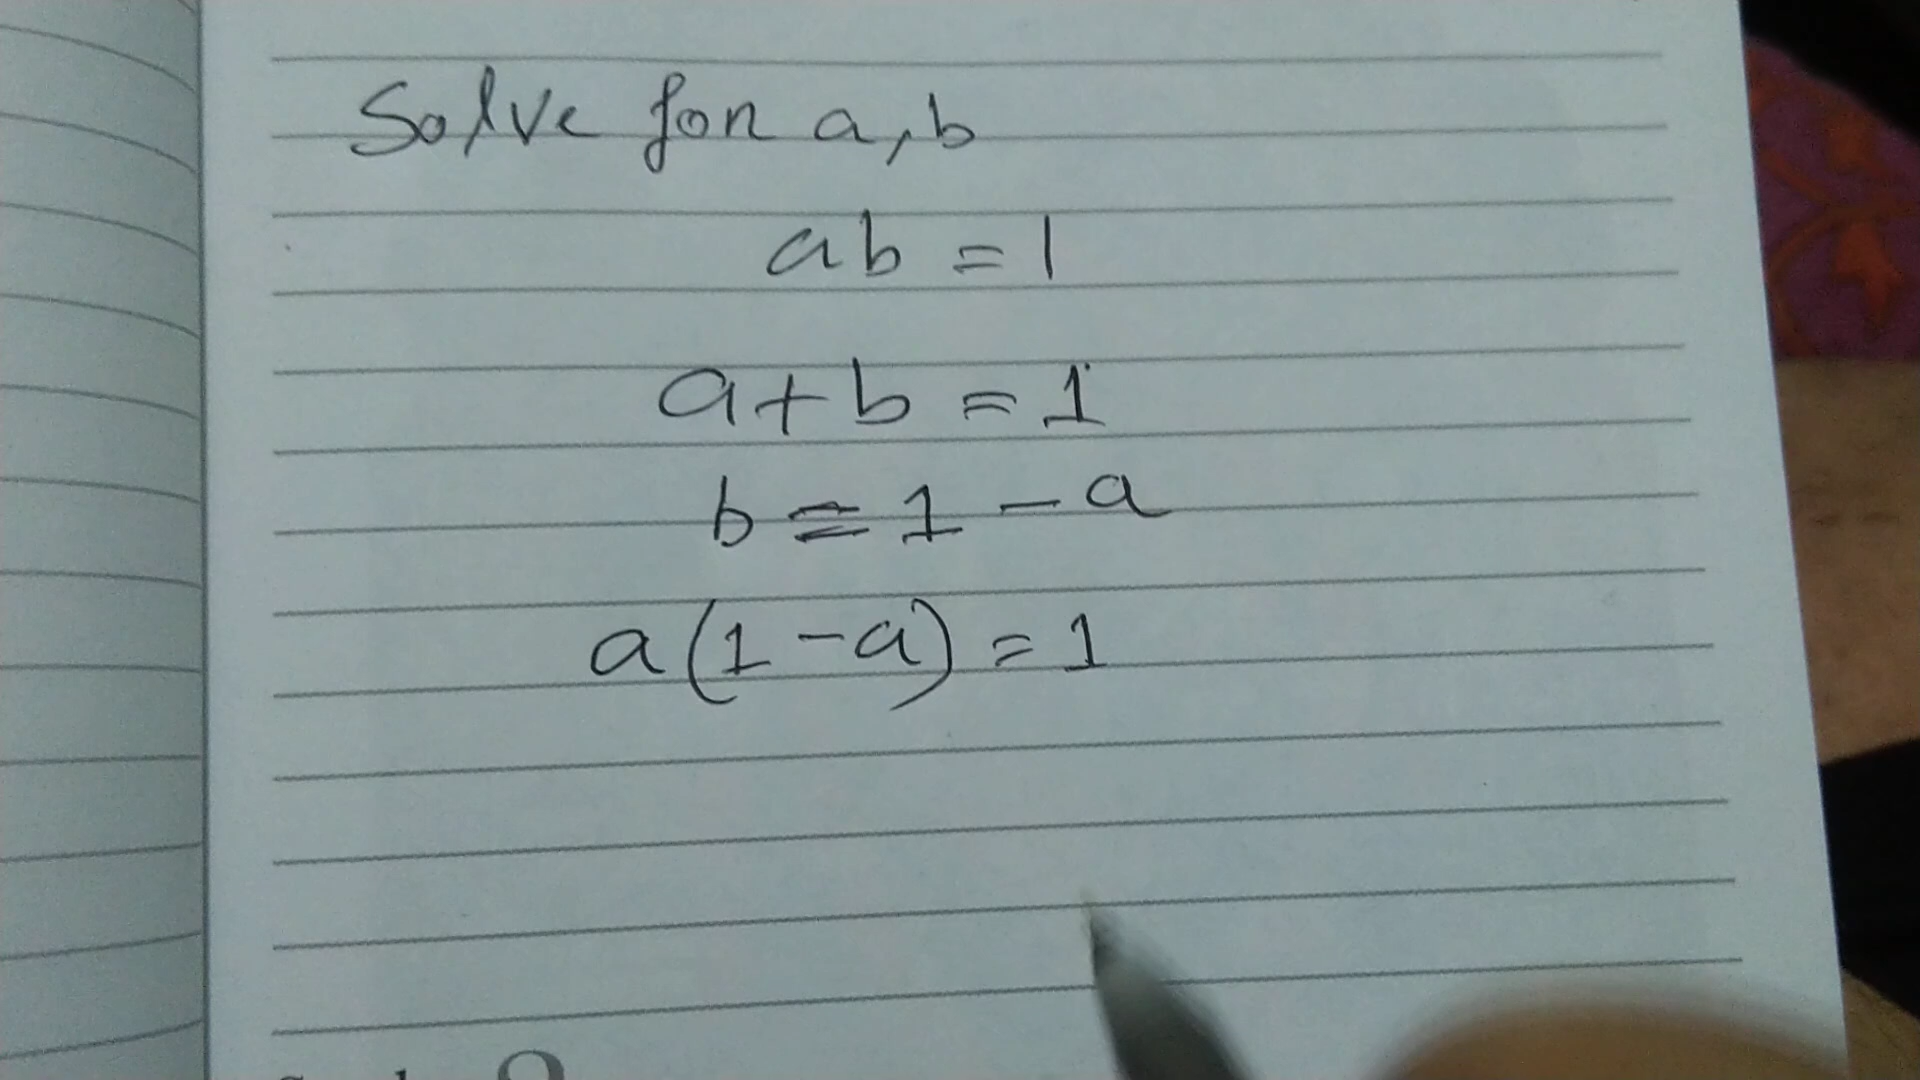 Solve for a, b
ab = 1
a + b = 1
b = 1 - a
a(1 - a) = 1